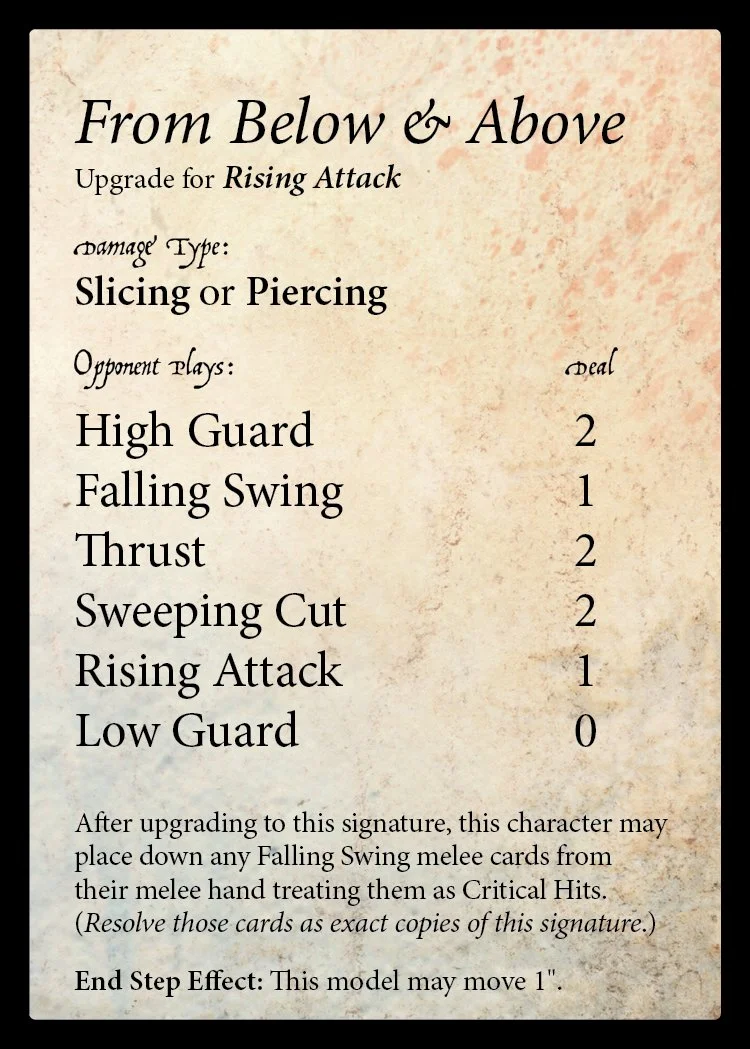 From Below & Above
Upgrade for Rising Attack
Damage Type:
Slicing or Piercing
Opponent Plays: Deal
High Guard 2
Falling Swing 1
Thrust 2
Sweeping Cut 2
Rising Attack 1
Low Guard 0
After upgrading to this signature, this character may
place down any Falling Swing melee cards from
their melee hand treating them as Critical Hits.
(Resolve those cards as exact copies of this signature.)
End Step Effect: This model may move 1".